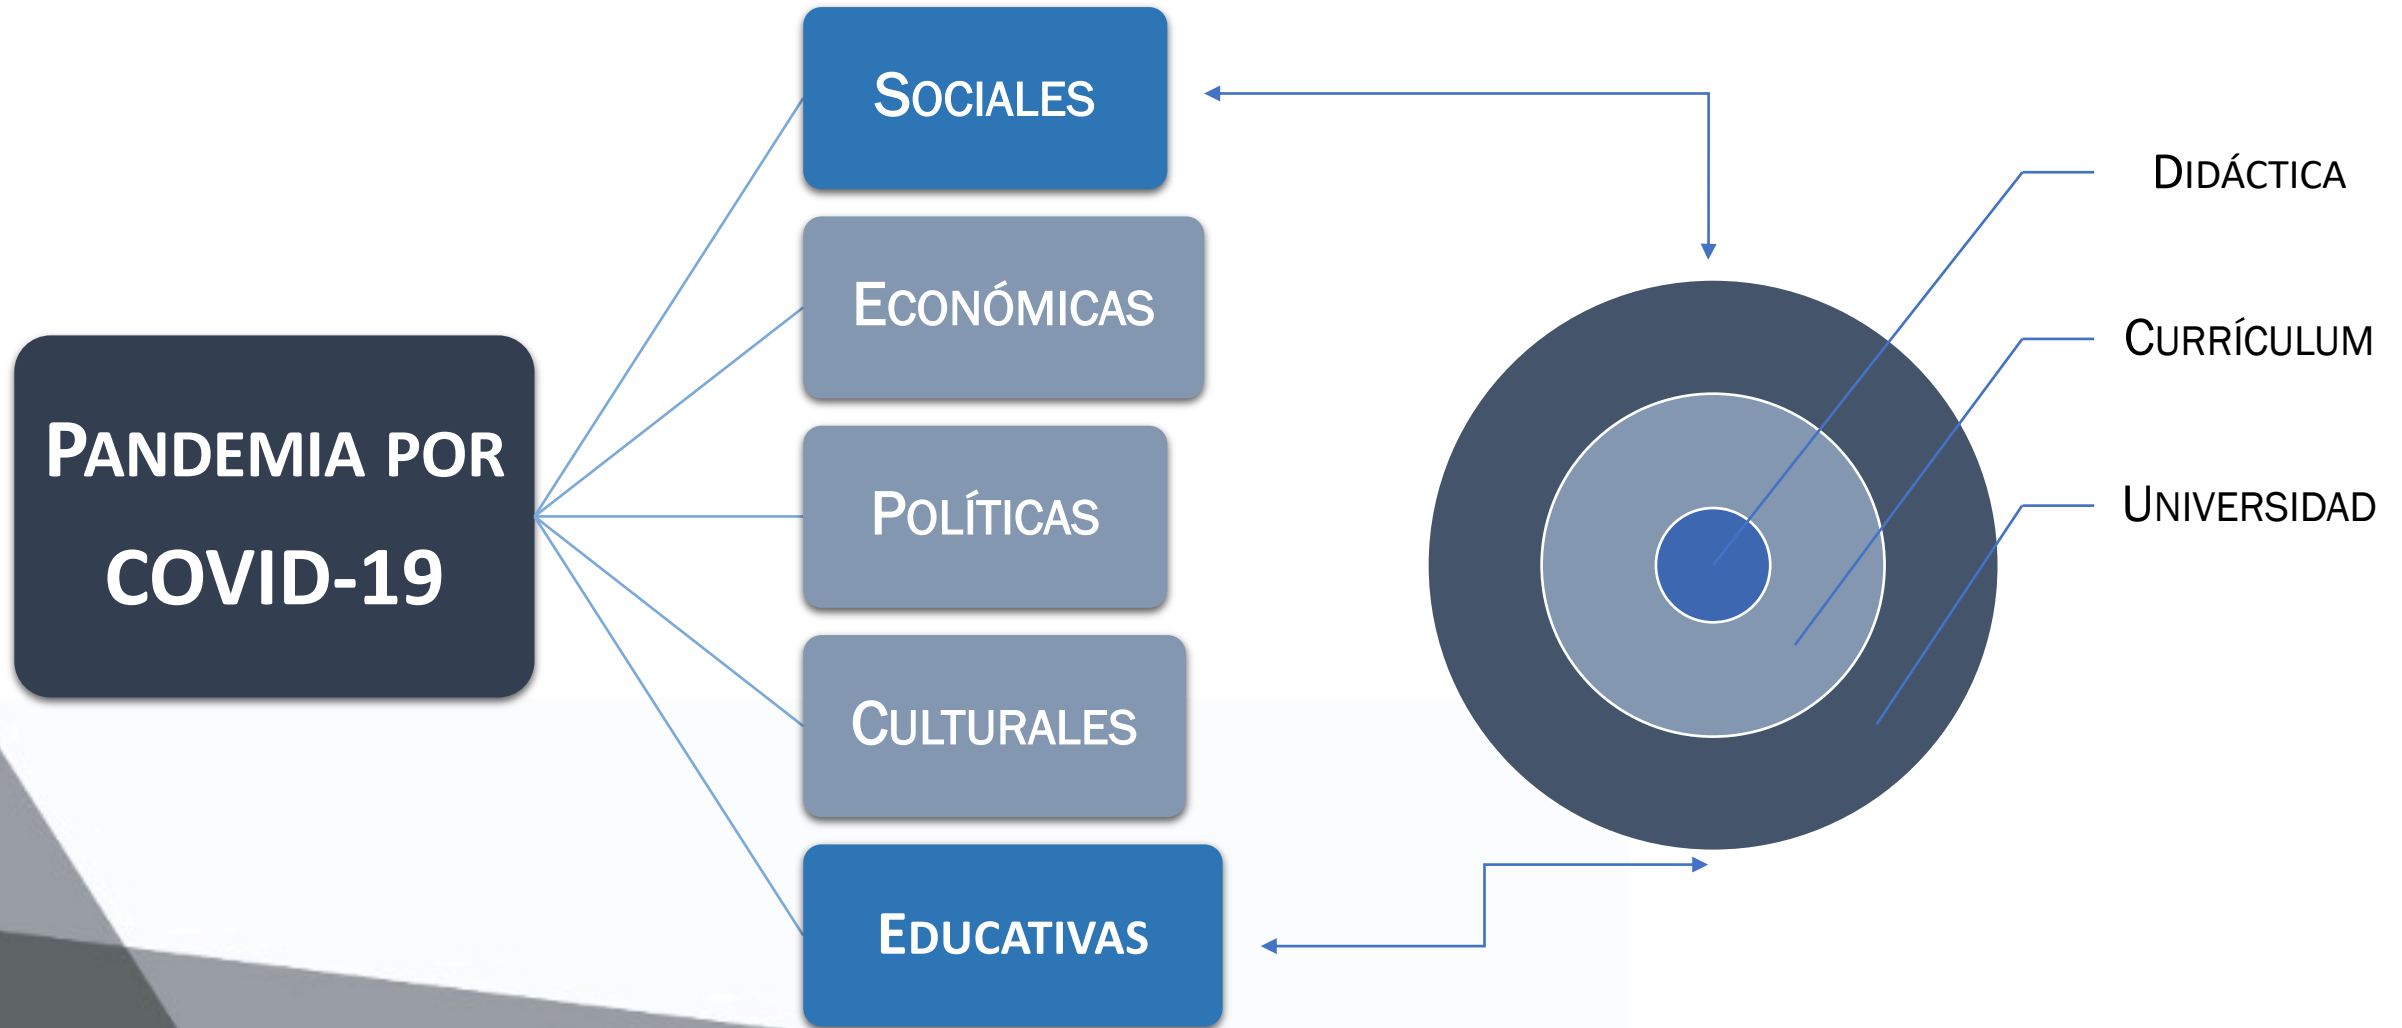 PANDEMIA POR
COVID-19
SOCIALES
ECONÓMICAS
POLÍTICAS
CULTURALES
EDUCATIVAS
DIDÁCTICA
CURRÍCULUM
UNIVERSIDAD